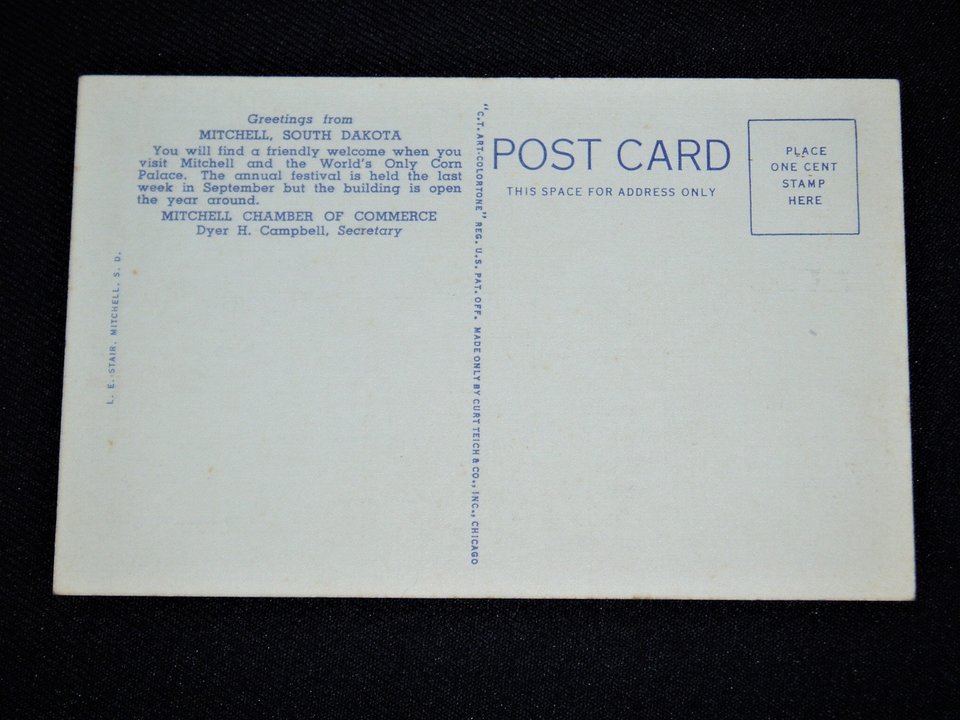 Greetings from
MITCHELL, SOUTH DAKOTA
You will find a friendly welcome when you
visit Mitchell and the World's Only Corn
Palace. The annual festival is held the last
week in September but the building is open
the year around.
MITCHELL CHAMBER OF COMMERCE
Dyer H. Campbell, Secretary
L. E. STAIR, MITCHELL, S. D.
"C.T. ART-COLORTONE" REG. U.S. PAT. OFF. MADE ONLY BY CURT TEICH & CO., INC., CHICAGO
POST CARD
THIS SPACE FOR ADDRESS ONLY
PLACE
ONE CENT
STAMP
HERE